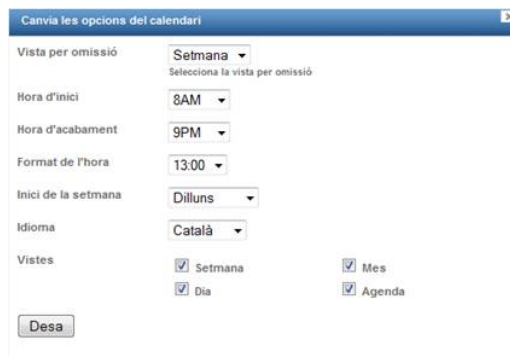 Canvia les opcions del calendari
Vista per omissió Setmana
Selecciona la vista per omissió
Hora d'inici 8AM
Hora d'acabament 9PM
Format de l'hora 13:00
Inici de la setmana Dilluns
Idioma Català
Vistes Setmana Mes
Dia Agenda
Desa